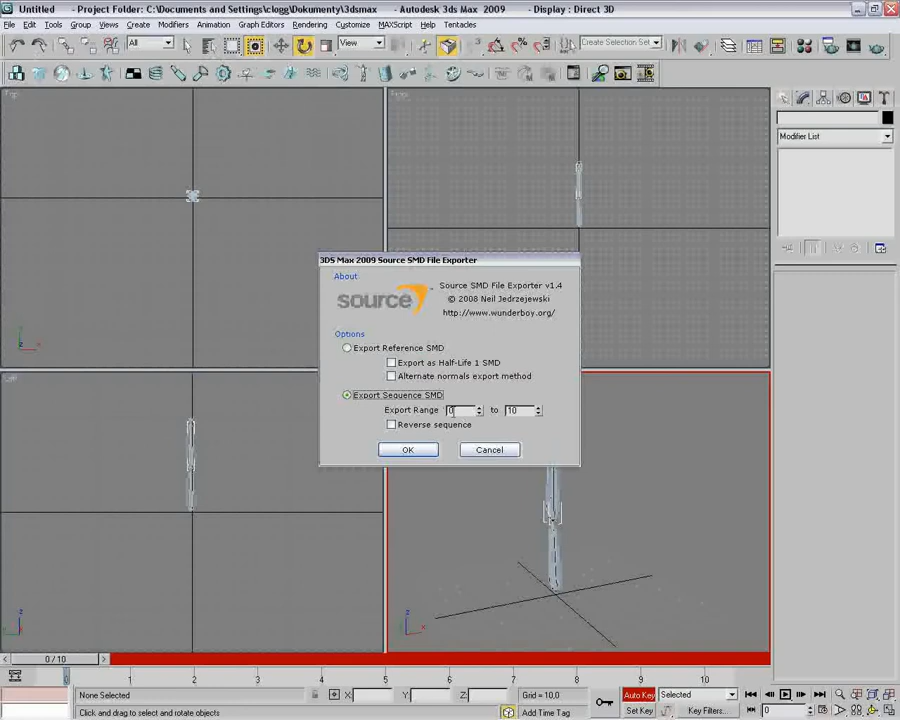 Untitled - Project Folder: C:\Documents and Settings\clogg\Dokumenty\3dsmax - Autodesk 3ds Max 2009 - Display : Direct 3D
File Edit Tools Group Views Create Modifiers Animation Graph Editors Rendering Customize MAXScript Help Tentacles
All View Create Selection Set
Modifier List
3DS Max 2009 Source SMD File Exporter
About
source
Source SMD File Exporter v1.4
© 2008 Neil Jedrzejewski
http://www.wunderboy.org/
Options
Export Reference SMD
Export as Half-Life 1 SMD
Alternate normals export method
Export Sequence SMD
Export Range 0 to 10
Reverse sequence
OK Cancel
z
x
0 / 10
0 1 2 3 4 5 6 7 8 9 10
None Selected X: Y: Z: Grid = 10,0 Auto Key Selected
Click and drag to select and rotate objects Add Time Tag Set Key Key Filters... 0